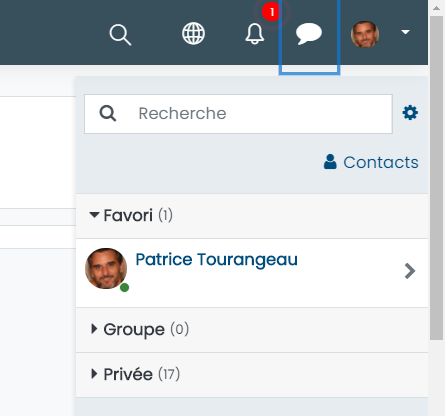 1
Recherche
Contacts
Favori (1)
Patrice Tourangeau
Groupe (0)
Privée (17)